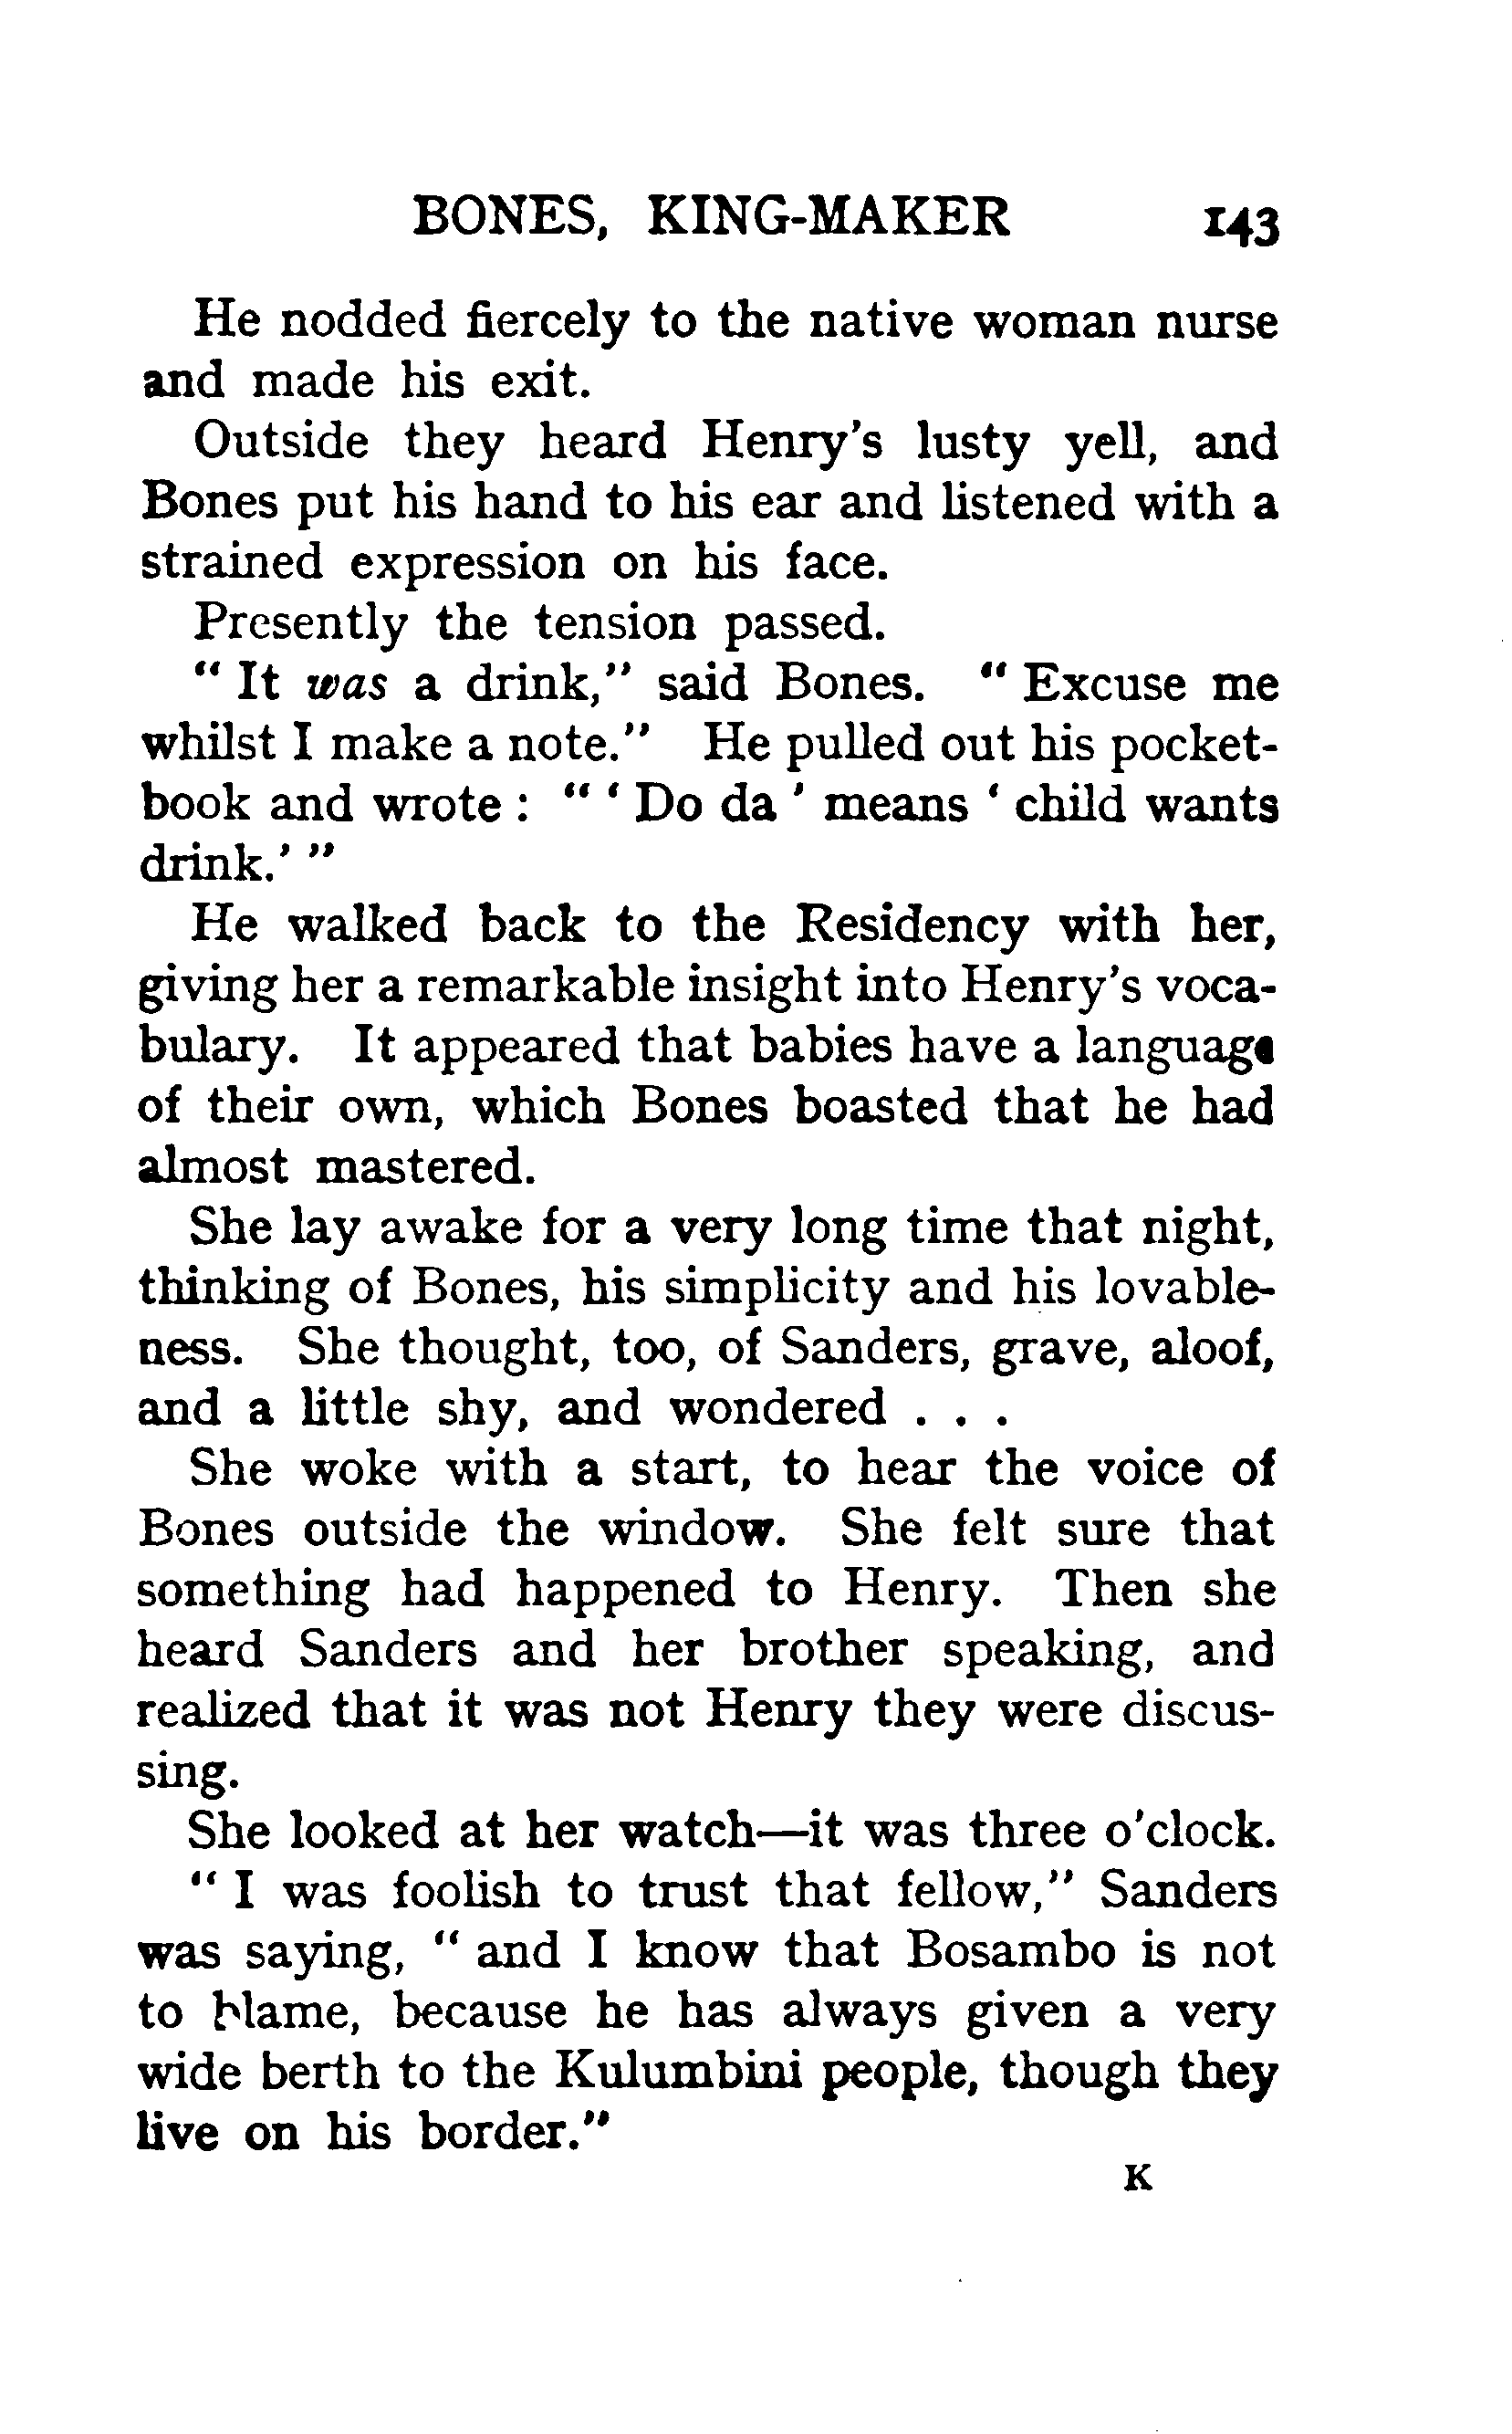 BONES, KING-MAKER 143
He nodded fiercely to the native woman nurse
and made his exit.
Outside they heard Henry's lusty yell, and
Bones put his hand to his ear and listened with a
strained expression on his face.
Presently the tension passed.
" It was a drink," said Bones. " Excuse me
whilst I make a note." He pulled out his pocket-
book and wrote : " ' Do da ' means ' child wants
drink.' "
He walked back to the Residency with her,
giving her a remarkable insight into Henry's voca-
bulary. It appeared that babies have a language
of their own, which Bones boasted that he had
almost mastered.
She lay awake for a very long time that night,
thinking of Bones, his simplicity and his lovable-
ness. She thought, too, of Sanders, grave, aloof,
and a little shy, and wondered . . .
She woke with a start, to hear the voice of
Bones outside the window. She felt sure that
something had happened to Henry. Then she
heard Sanders and her brother speaking, and
realized that it was not Henry they were discus-
sing.
She looked at her watch—it was three o'clock.
" I was foolish to trust that fellow," Sanders
was saying, " and I know that Bosambo is not
to blame, because he has always given a very
wide berth to the Kulumbini people, though they
live on his border."
K